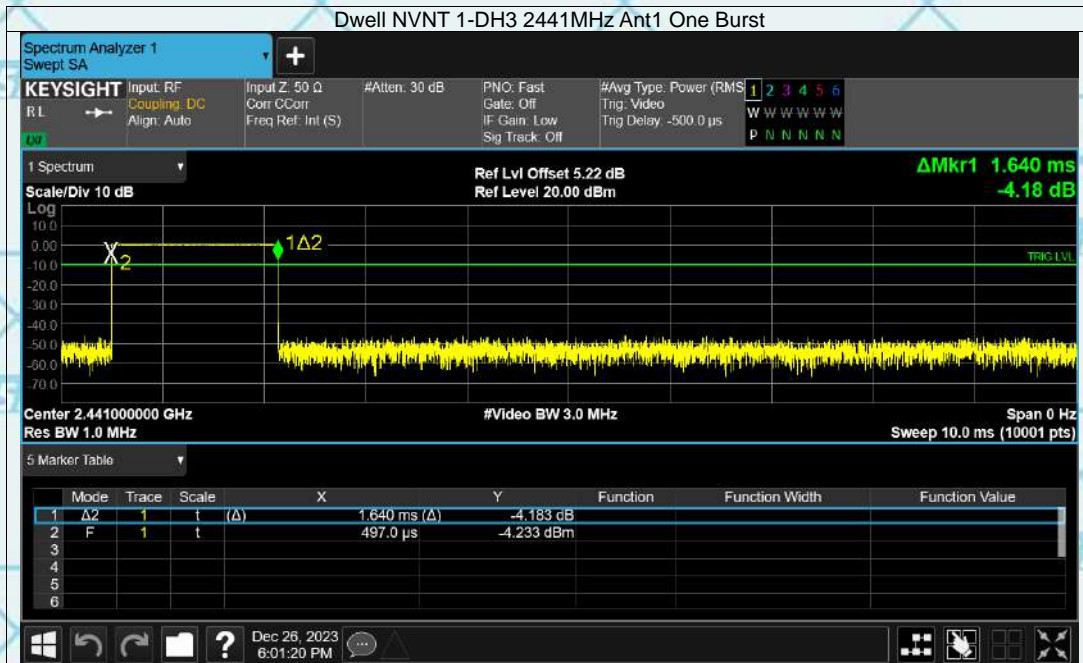 Dwell NVNT 1-DH3 2441MHz Ant1 One Burst
Spectrum Analyzer 1
Swept SA
+
KEYSIGHT Input: RF Input Z: 50 Ω #Atten: 30 dB PNO: Fast #Avg Type: Power (RMS 1 2 3 4 5 6
RL Coupling: DC Corr CCorr Gate: Off Trig: Video W W W W W W
Align: Auto Freq Ref: Int (S) IF Gain: Low Trig Delay: -500.0 µs
LXI Sig Track: Off P N N N N N
1 Spectrum Ref Lvl Offset 5.22 dB ΔMkr1 1.640 ms
Scale/Div 10 dB Ref Level 20.00 dBm -4.18 dB
Log
10.0
0.00 1Δ2
X2
-10.0 TRIG LVL
-20.0
-30.0
-40.0
-50.0
-60.0
-70.0
Center 2.441000000 GHz #Video BW 3.0 MHz Span 0 Hz
Res BW 1.0 MHz Sweep 10.0 ms (10001 pts)
5 Marker Table
Mode Trace Scale X Y Function Function Width Function Value
1 Δ2 1 t (Δ) 1.640 ms (Δ) -4.183 dB
2 F 1 t 497.0 µs -4.233 dBm
3
4
5
6
? Dec 26, 2023
6:01:20 PM